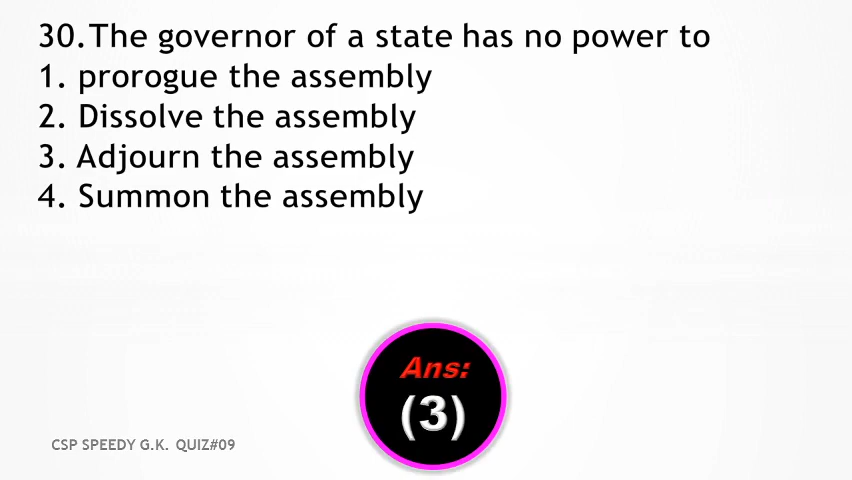 30.The governor of a state has no power to
1. prorogue the assembly
2. Dissolve the assembly
3. Adjourn the assembly
4. Summon the assembly
Ans:
(3)
CSP SPEEDY G.K. QUIZ#09